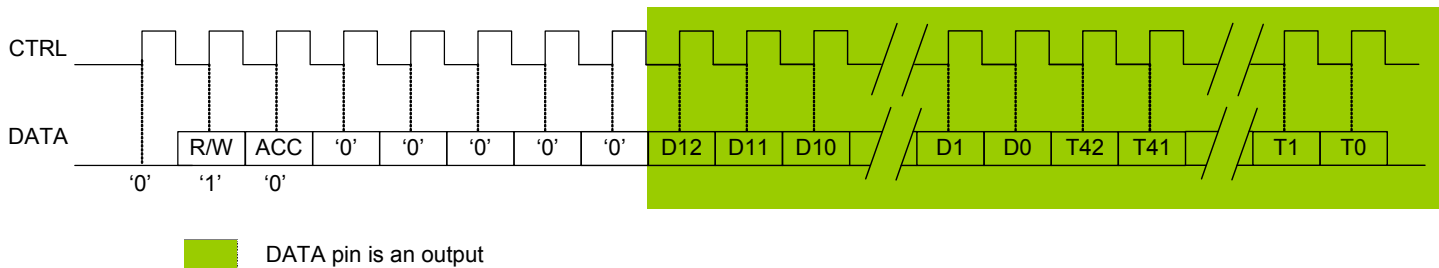 CTRL
DATA
R/W ACC ‘0’ ‘0’ ‘0’ ‘0’ ‘0’ D12 D11 D10 D1 D0 T42 T41 T1 T0
‘0’ ‘1’ ‘0’
DATA pin is an output